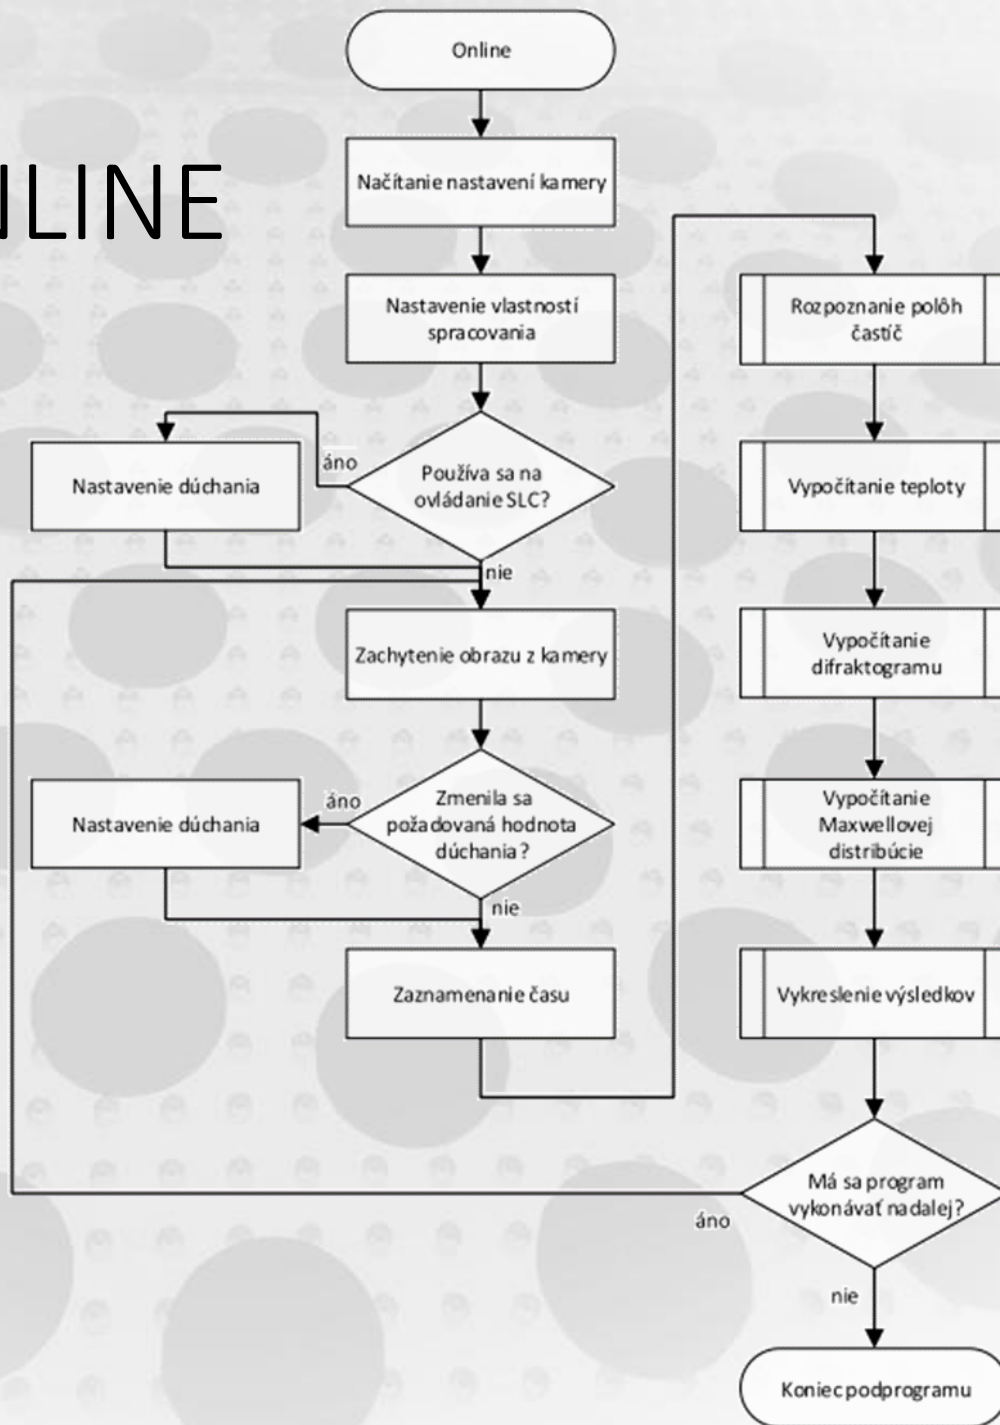 Online
NLINE
Načítanie nastavení kamery
Nastavenie vlastností
spracovania
áno
Používa sa na
ovládanie SLC?
Nastavenie dúchania
nie
Zachytenie obrazu z kamery
áno
Zmenila sa
požadovaná hodnota
dúchania?
Nastavenie dúchania
nie
Zaznamenanie času
Rozpoznanie polôh
častíč
Vypočítanie teploty
Vypočítanie
difraktogramu
Vypočítanie
Maxwellovej
distribúcie
Vykreslenie výsledkov
Má sa program
vykonávať nadalej?
áno
nie
Koniec podprogramu